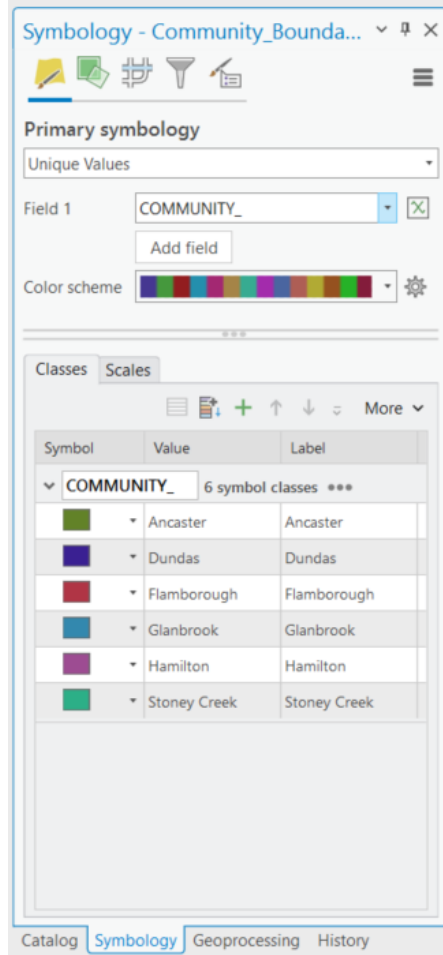 Symbology - Community_Bounda...
Primary symbology
Unique Values
Field 1 COMMUNITY_
Add field
Color scheme
Classes Scales
More
Symbol Value Label
COMMUNITY_ 6 symbol classes
Ancaster Ancaster
Dundas Dundas
Flamborough Flamborough
Glanbrook Glanbrook
Hamilton Hamilton
Stoney Creek Stoney Creek
Catalog Symbology Geoprocessing History